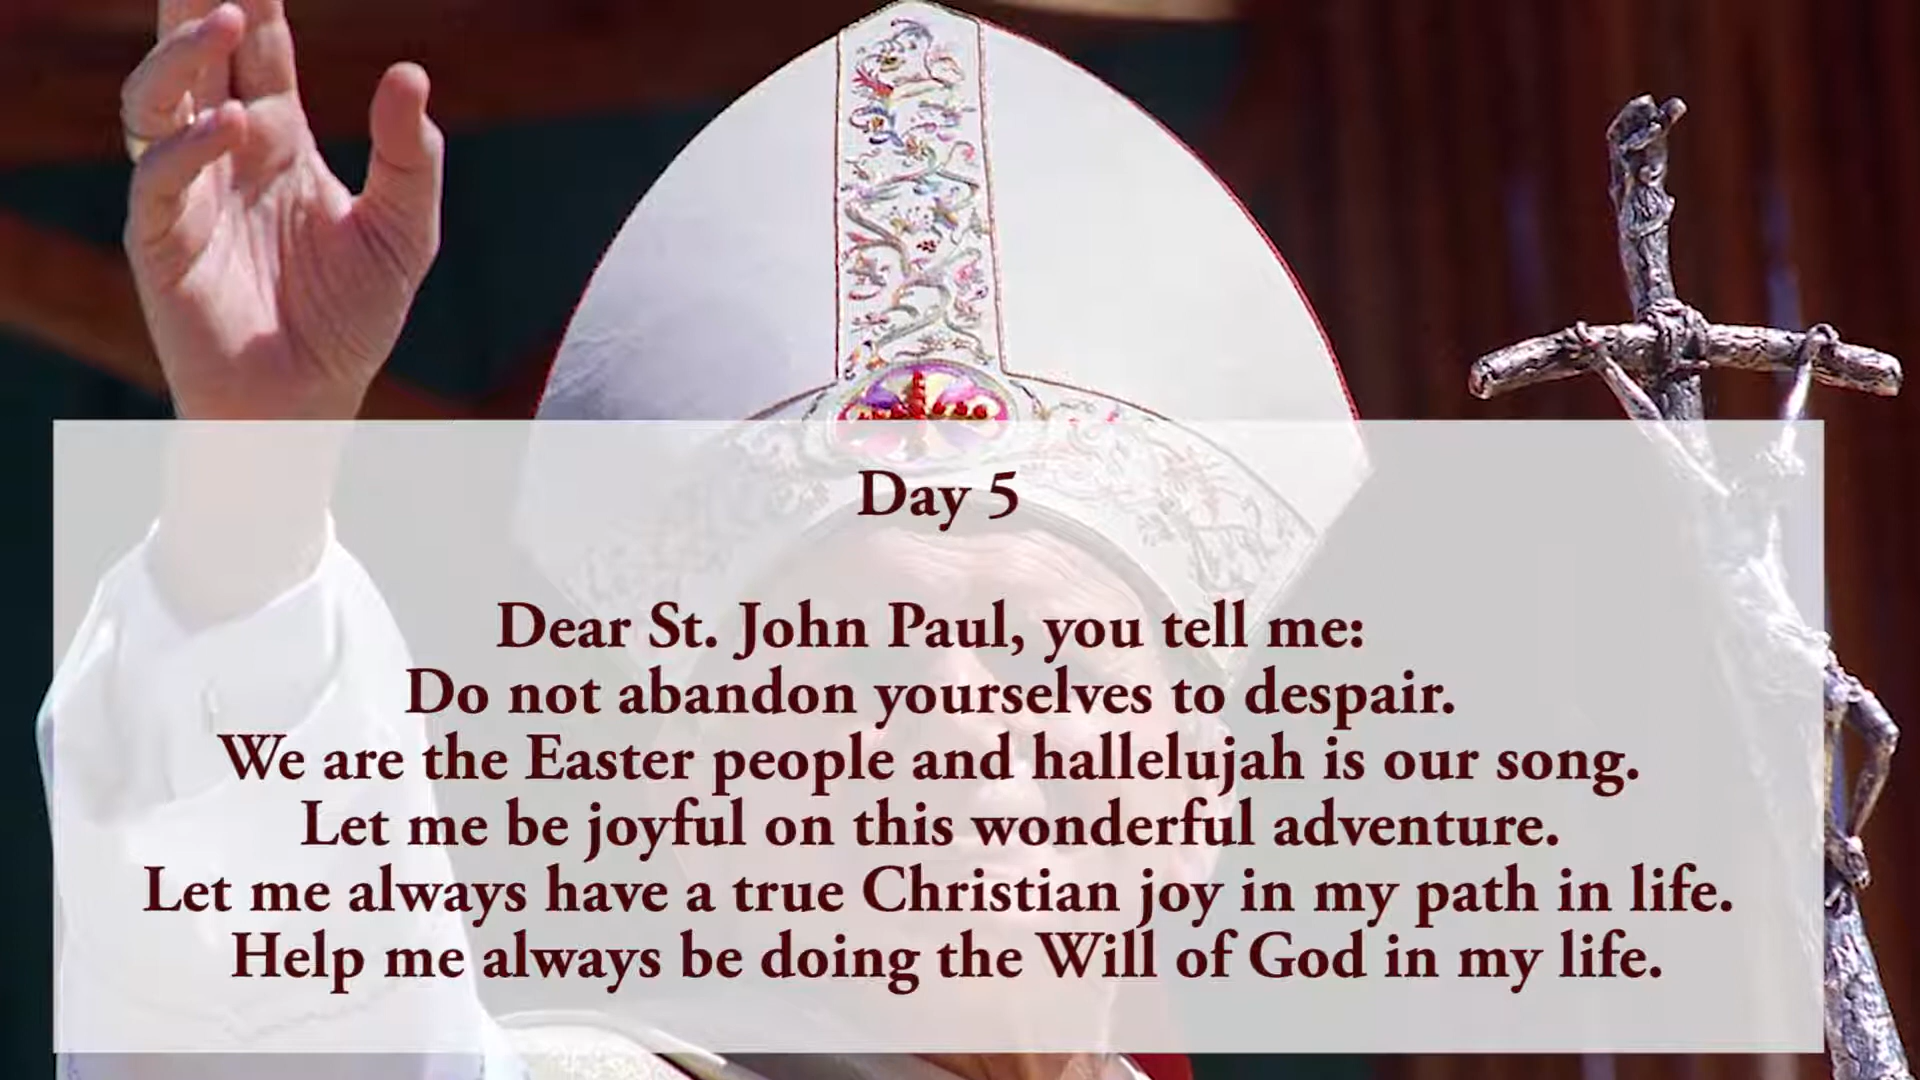 Day 5
Dear St. John Paul, you tell me:
Do not abandon yourselves to despair.
We are the Easter people and hallelujah is our song.
Let me be joyful on this wonderful adventure.
Let me always have a true Christian joy in my path in life.
Help me always be doing the Will of God in my life.